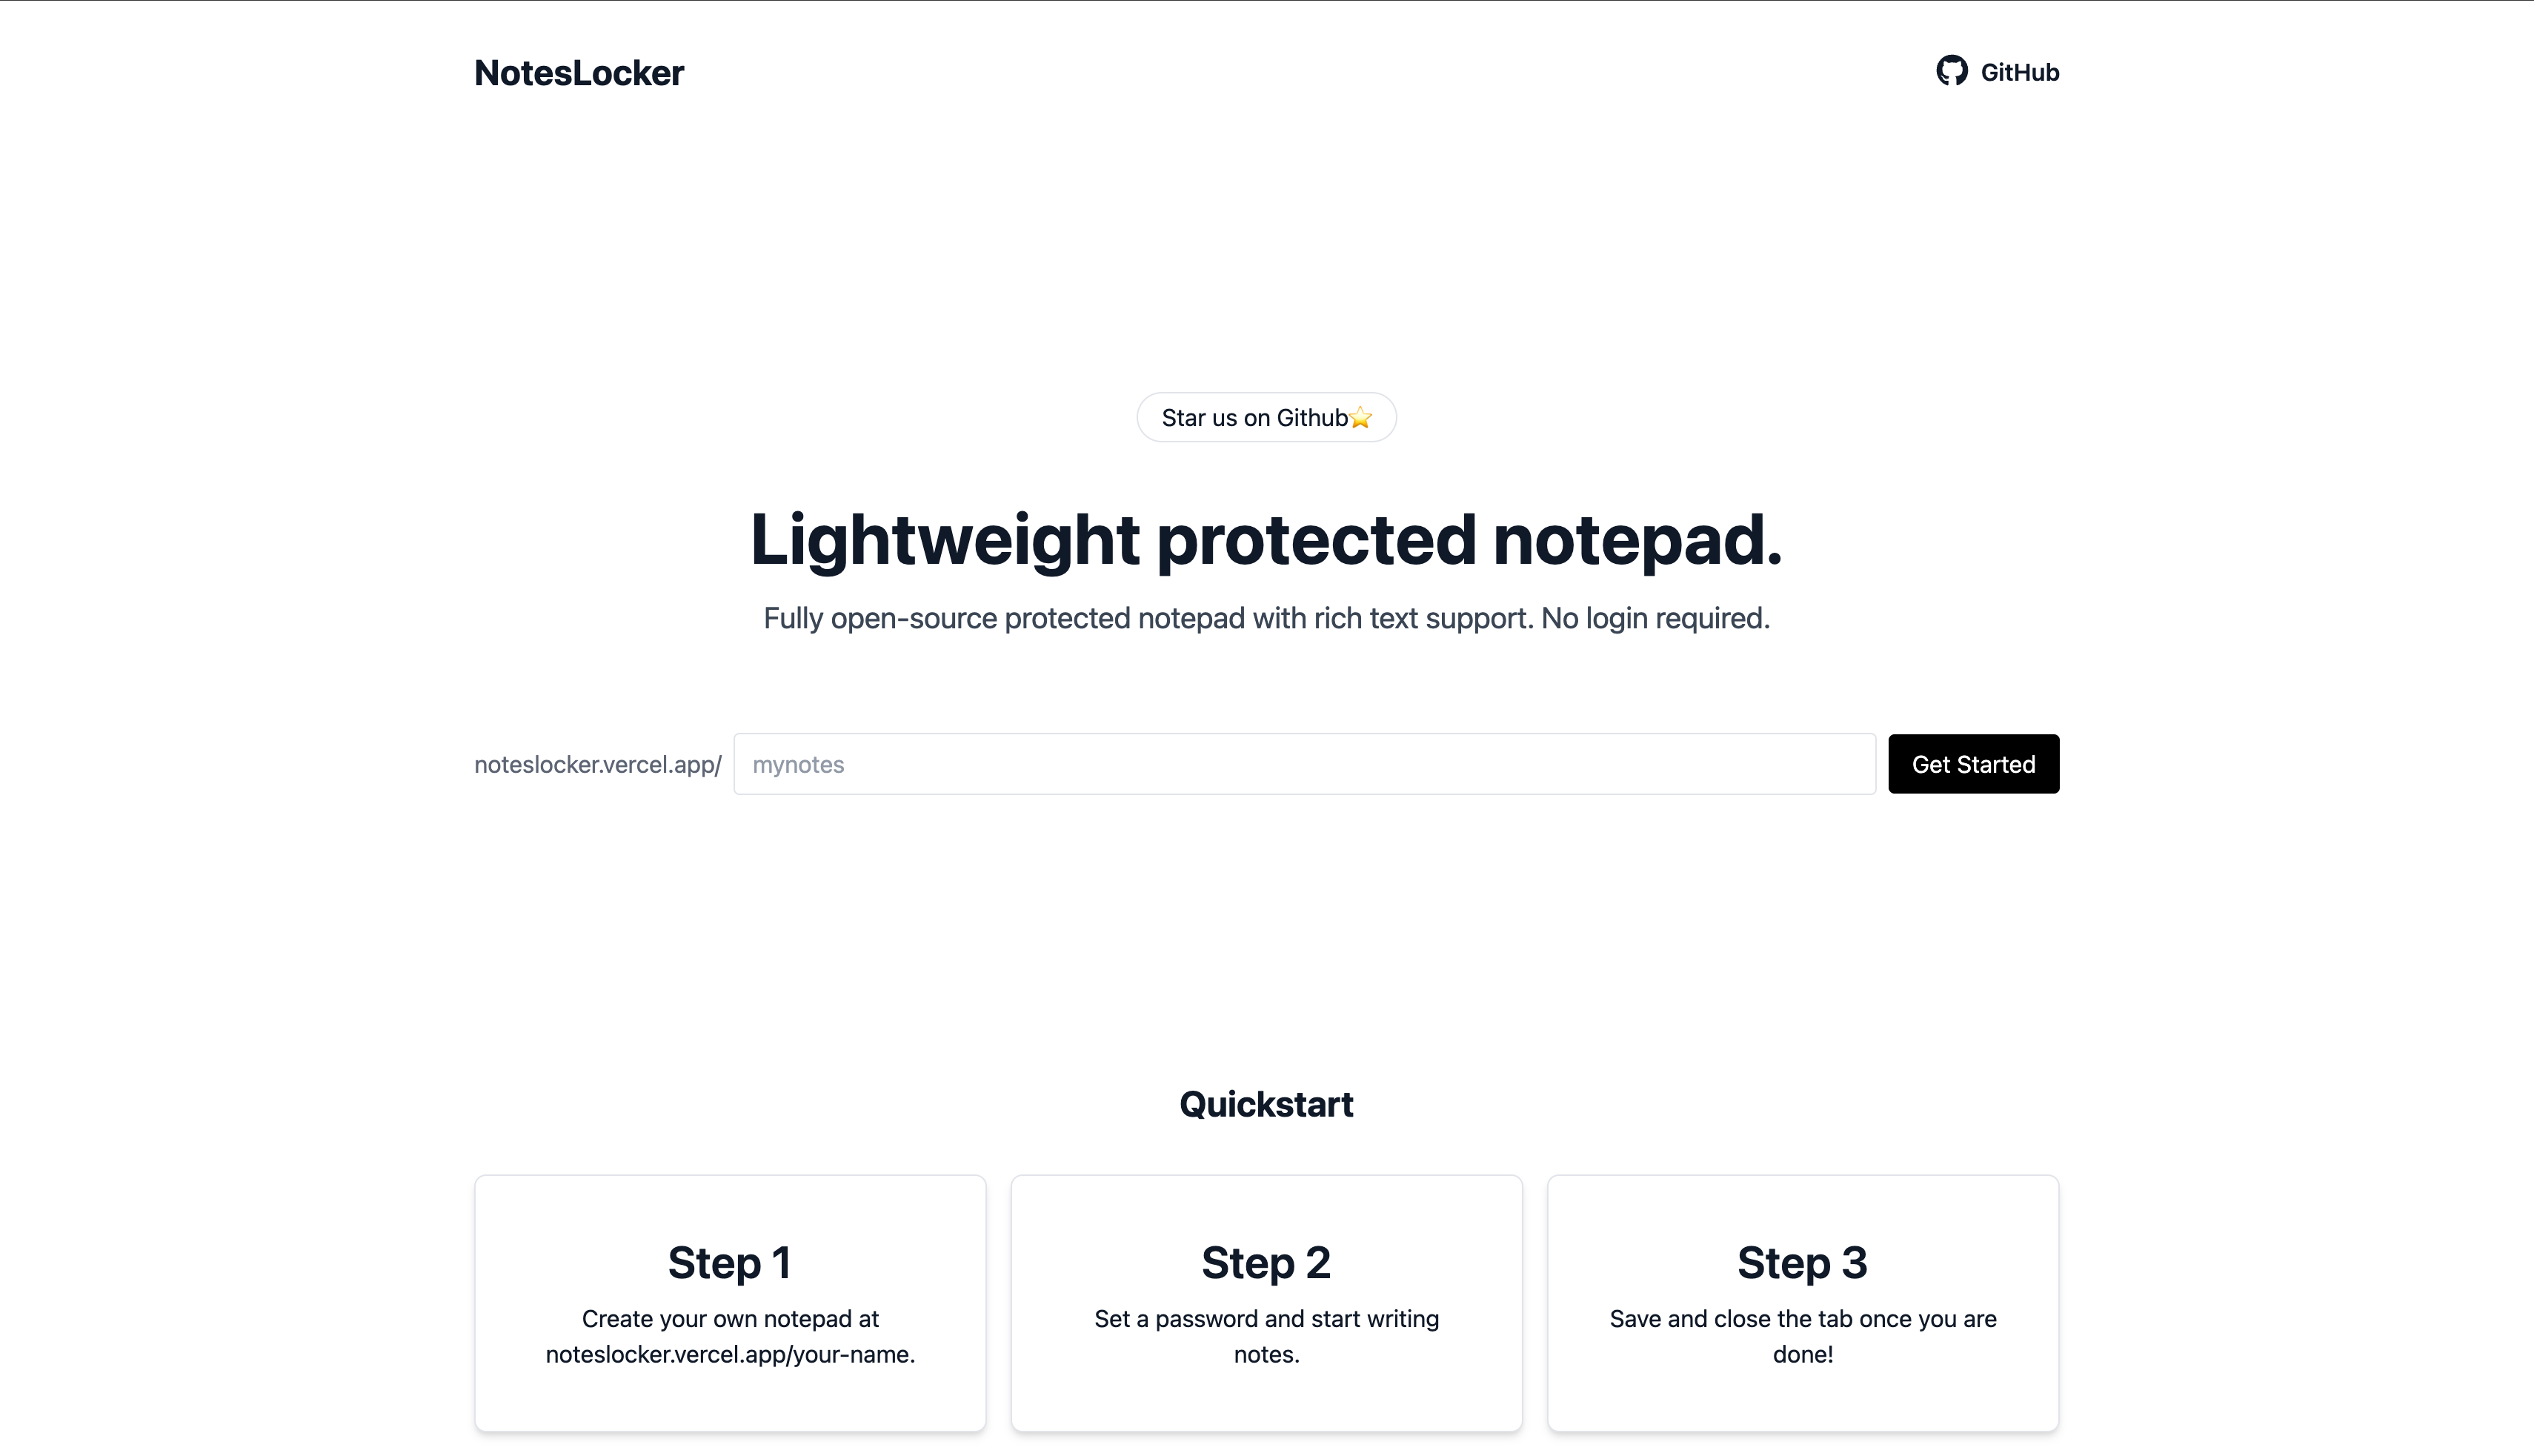 NotesLocker
GitHub
Star us on Github⭐
Lightweight protected notepad.
Fully open-source protected notepad with rich text support. No login required.
noteslocker.vercel.app/
mynotes
Get Started
Quickstart
Step 1
Create your own notepad at
noteslocker.vercel.app/your-name.
Step 2
Set a password and start writing
notes.
Step 3
Save and close the tab once you are
done!